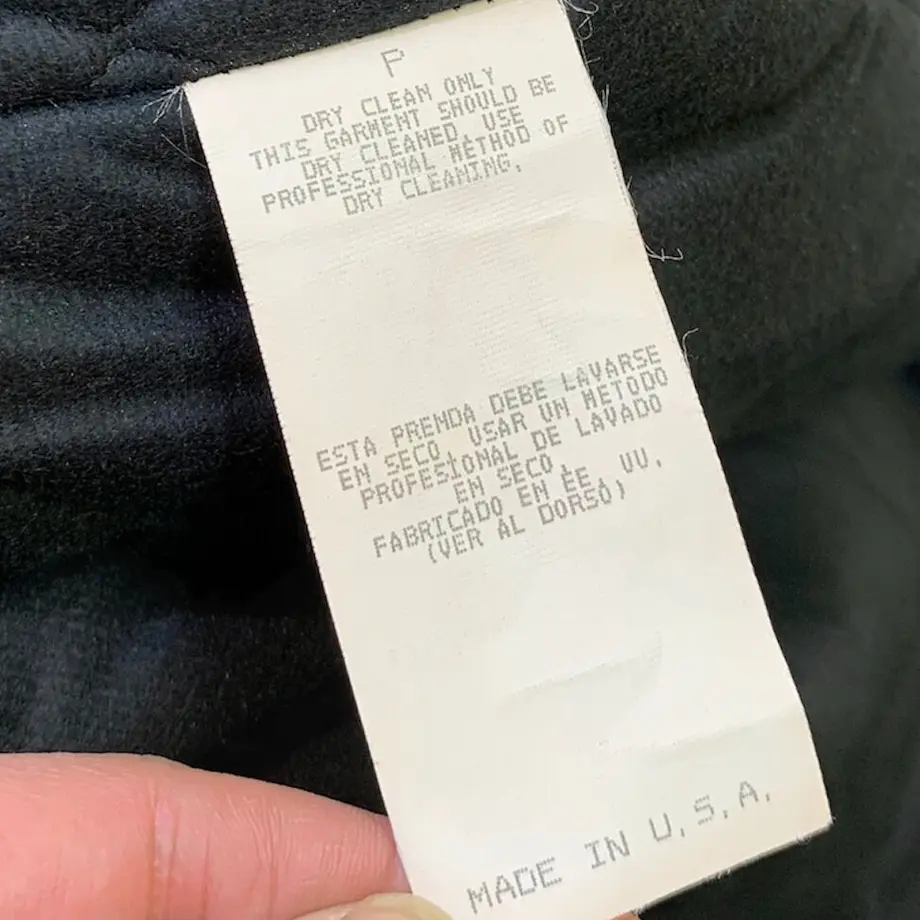 P
DRY CLEAN ONLY
THIS GARMENT SHOULD BE
DRY CLEANED, USE
PROFESSIONAL METHOD OF
DRY CLEANING.
ESTA PRENDA DEBE LAVARSE
EN SECO, USAR UN METODO
PROFESIONAL DE LAVADO
EN SECO.
FABRICADO EN EE. UU.
(VER AL DORSO)
MADE IN U.S.A.